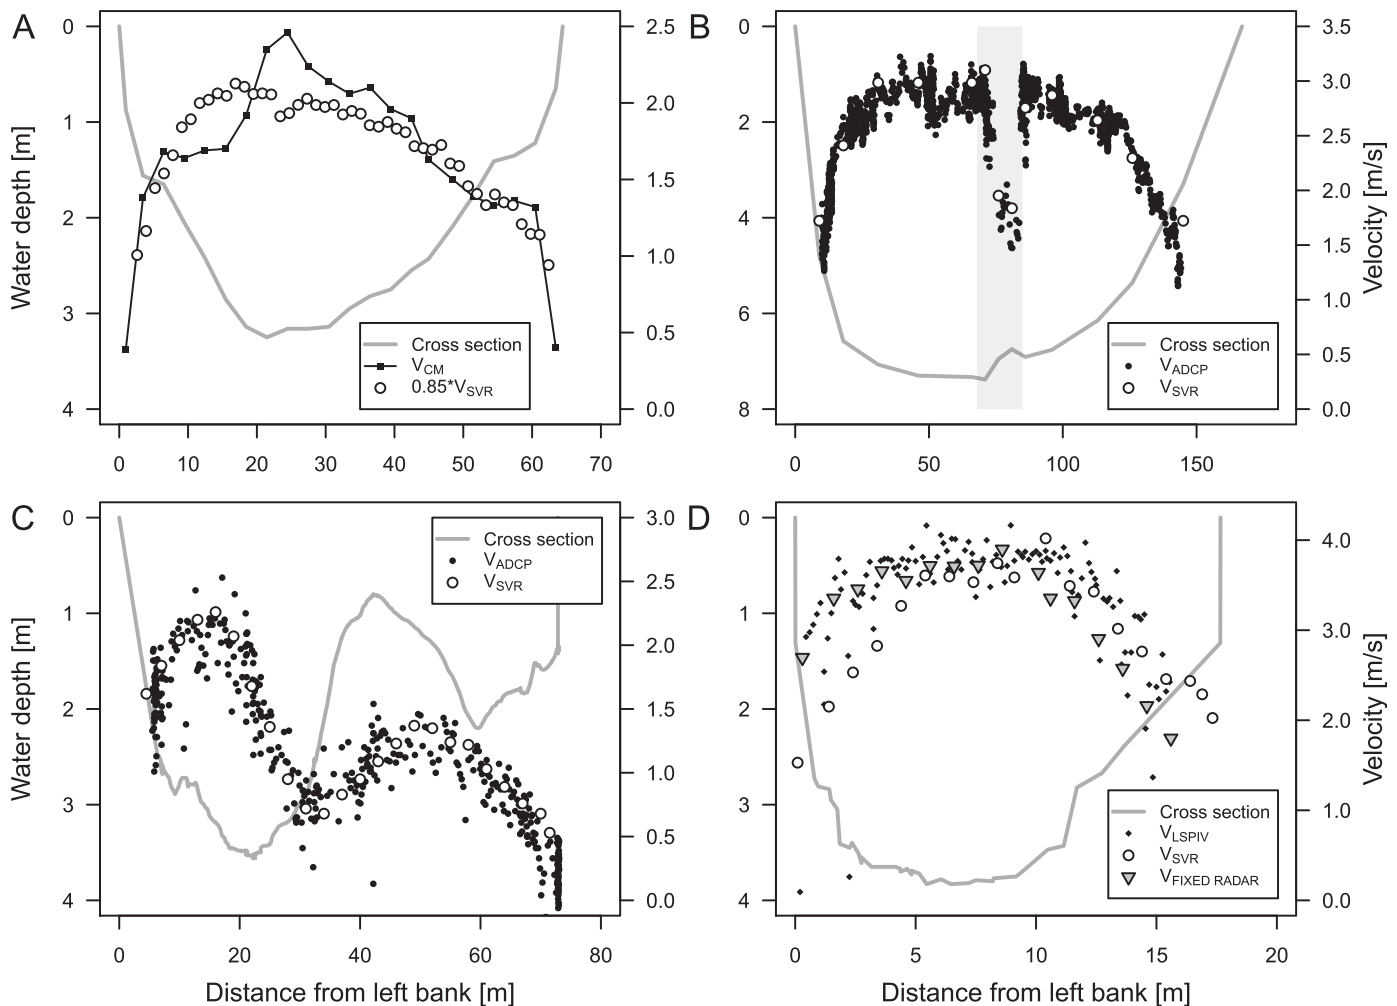 A
Water depth [m]
0
1
2
3
4
2.5
2.0
1.5
1.0
0.5
0.0
Cross section
VCM
0.85*VSVR
0 10 20 30 40 50 60 70
B
0
2
4
6
8
3.5
3.0
2.5
2.0
1.5
1.0
0.5
0.0
Velocity [m/s]
Cross section
VADCP
VSVR
0 50 100 150
C
Water depth [m]
0
1
2
3
4
3.0
2.5
2.0
1.5
1.0
0.5
0.0
Cross section
VADCP
VSVR
0 20 40 60 80
Distance from left bank [m]
D
0
1
2
3
4
4.0
3.0
2.0
1.0
0.0
Velocity [m/s]
Cross section
VLSPIV
VSVR
VFIXED RADAR
0 5 10 15 20
Distance from left bank [m]